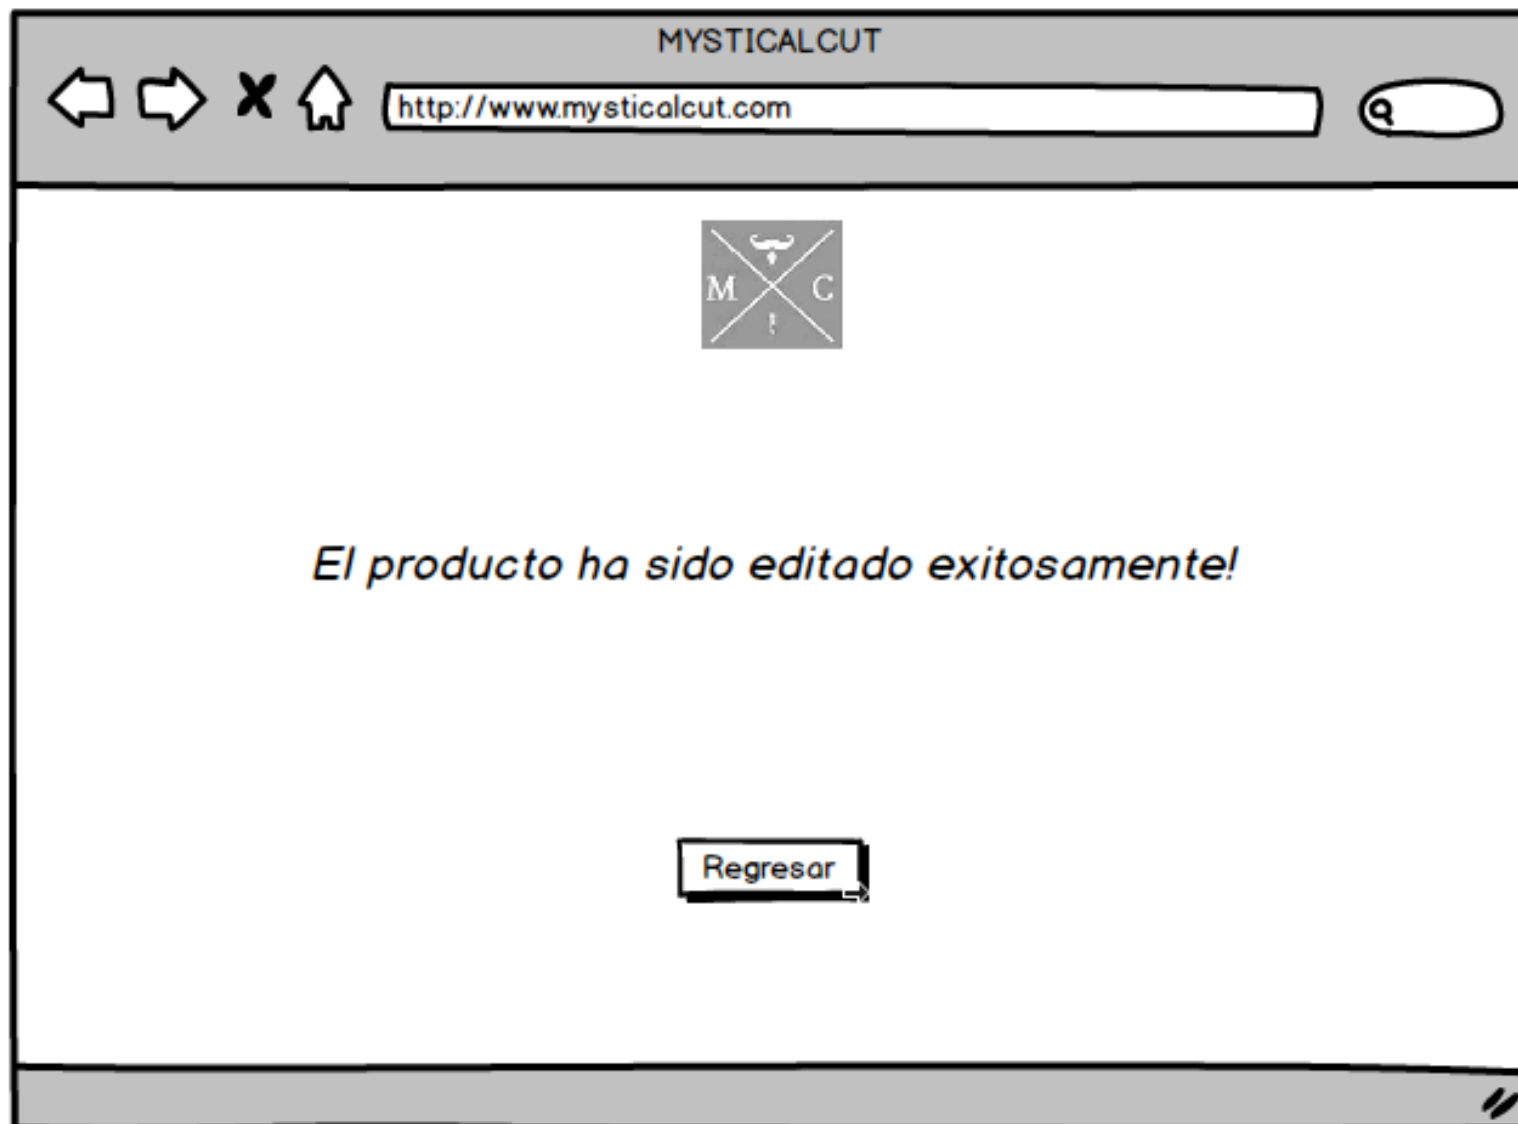 MYSTICALCUT
http://www.mysticalcut.com
M C
El producto ha sido editado exitosamente!
Regresar